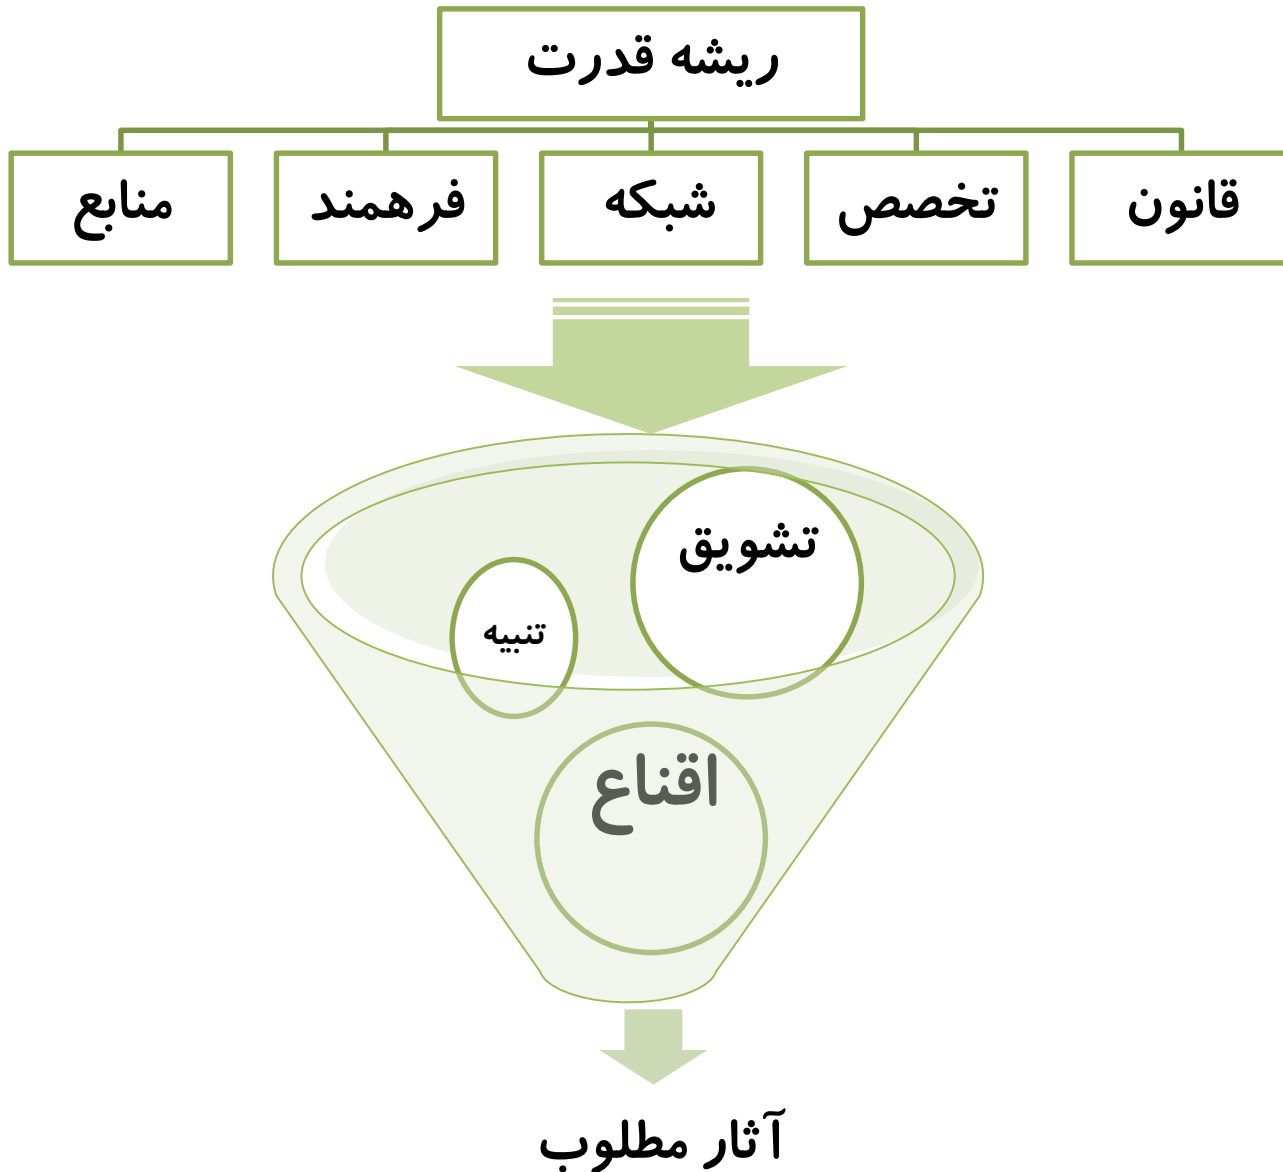 ریشه قدرت
قانون
تخصص
شبکه
فرهمند
منابع
تشویق
تنبیه
اقناع
آثار مطلوب